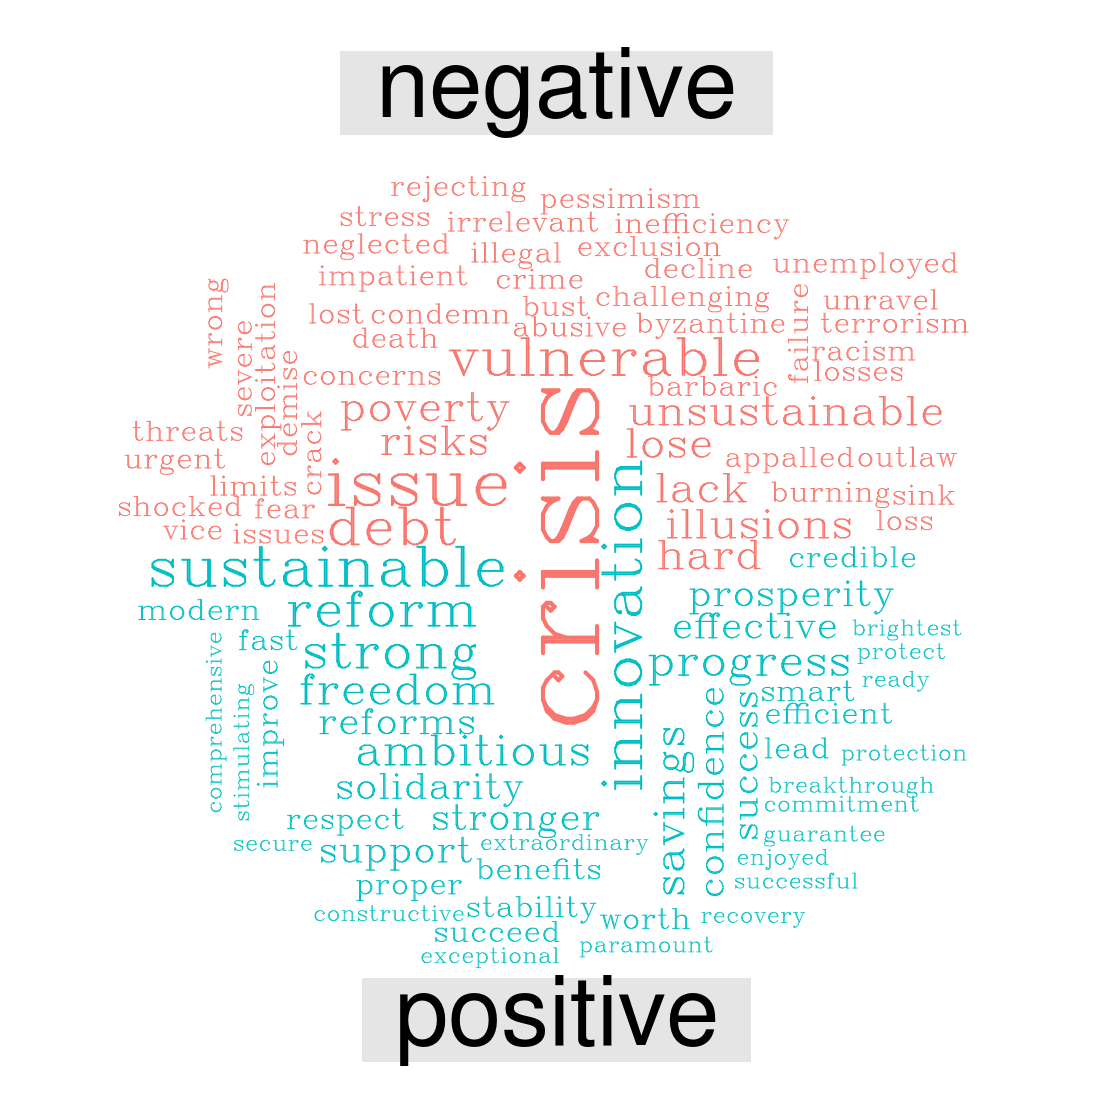 negative
rejecting
pessimism
stress
irrelevant
inefficiency
neglected
illegal
exclusion
impatient
crime
decline
unemployed
wrong
lost
condemn
bust
challenging
failure
unravel
severe
exploitation
death
abusive
byzantine
terrorism
demise
concerns
vulnerable
racism
losses
barbaric
threats
crack
poverty
crisis
unsustainable
urgent
risks
lose
limits
issue
innovation
appalled
outlaw
shocked
fear
lack
burning
sink
vice
issues
debt
illusions
loss
sustainable
hard
credible
modern
reform
prosperity
fast
strong
effective
brightest
comprehensive
stimulating
improve
freedom
progress
protect
reforms
smart
ready
ambitious
savings
confidence
success
efficient
solidarity
lead
protection
respect
stronger
breakthrough
commitment
secure
support
extraordinary
guarantee
proper
benefits
enjoyed
successful
constructive
stability
worth
recovery
succeed
paramount
exceptional
positive